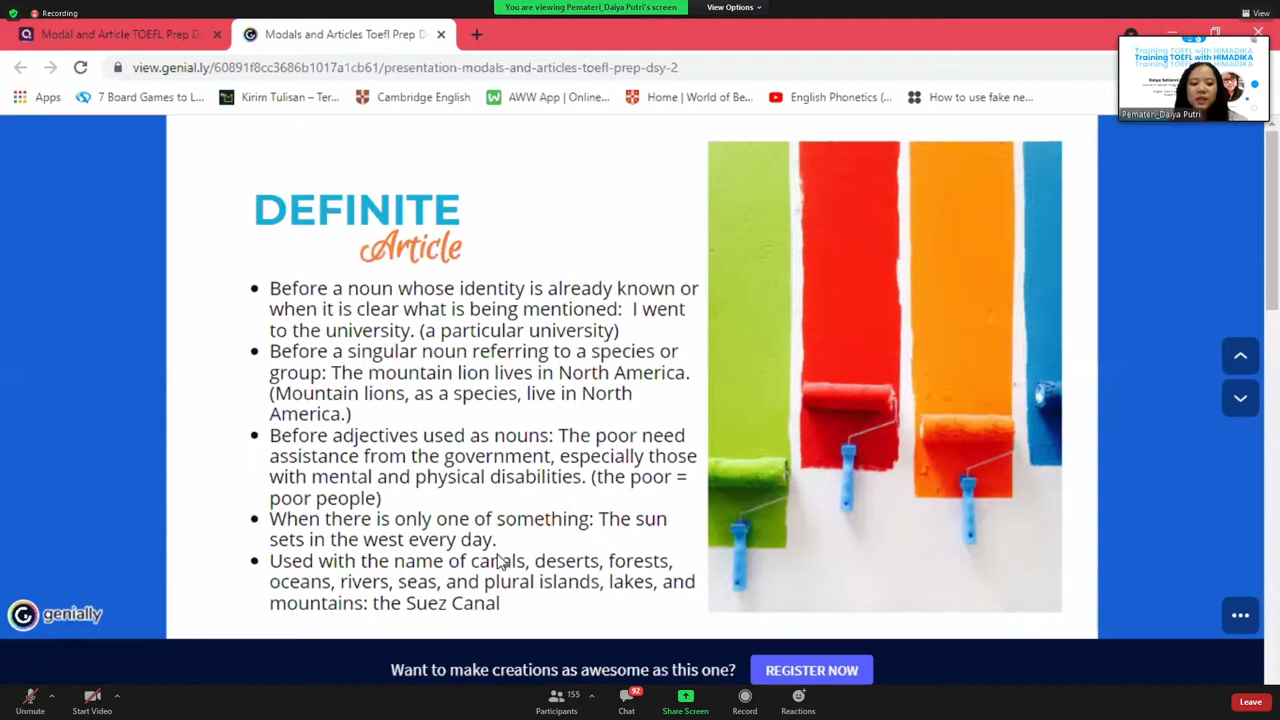 Recording
You are viewing Pemateri_Daiya Putri's screen
View Options
View
Modal and Article TOEFL Prep D
Modals and Articles Toefl Prep D
view.genial.ly/60891f8cc3686b1017a1cb61/presentation-modals-and-articles-toefl-prep-dsy-2
Apps
7 Board Games to L...
Kirim Tulisan – Ter...
Cambridge English
AWW App | Online...
Home | World of Be...
English Phonetics (...
How to use fake ne...
Training TOEFL with HIMADIKA
Training TOEFL with HIMADIKA
Training TOEFL with HIMADIKA
Pemateri_Daiya Putri
DEFINITE
Article
Before a noun whose identity is already known or
when it is clear what is being mentioned: I went
to the university. (a particular university)
Before a singular noun referring to a species or
group: The mountain lion lives in North America.
(Mountain lions, as a species, live in North
America.)
Before adjectives used as nouns: The poor need
assistance from the government, especially those
with mental and physical disabilities. (the poor =
poor people)
When there is only one of something: The sun
sets in the west every day.
Used with the name of canals, deserts, forests,
oceans, rivers, seas, and plural islands, lakes, and
mountains: the Suez Canal
genially
Want to make creations as awesome as this one?
REGISTER NOW
Unmute
Start Video
155
Participants
92
Chat
Share Screen
Record
Reactions
Leave